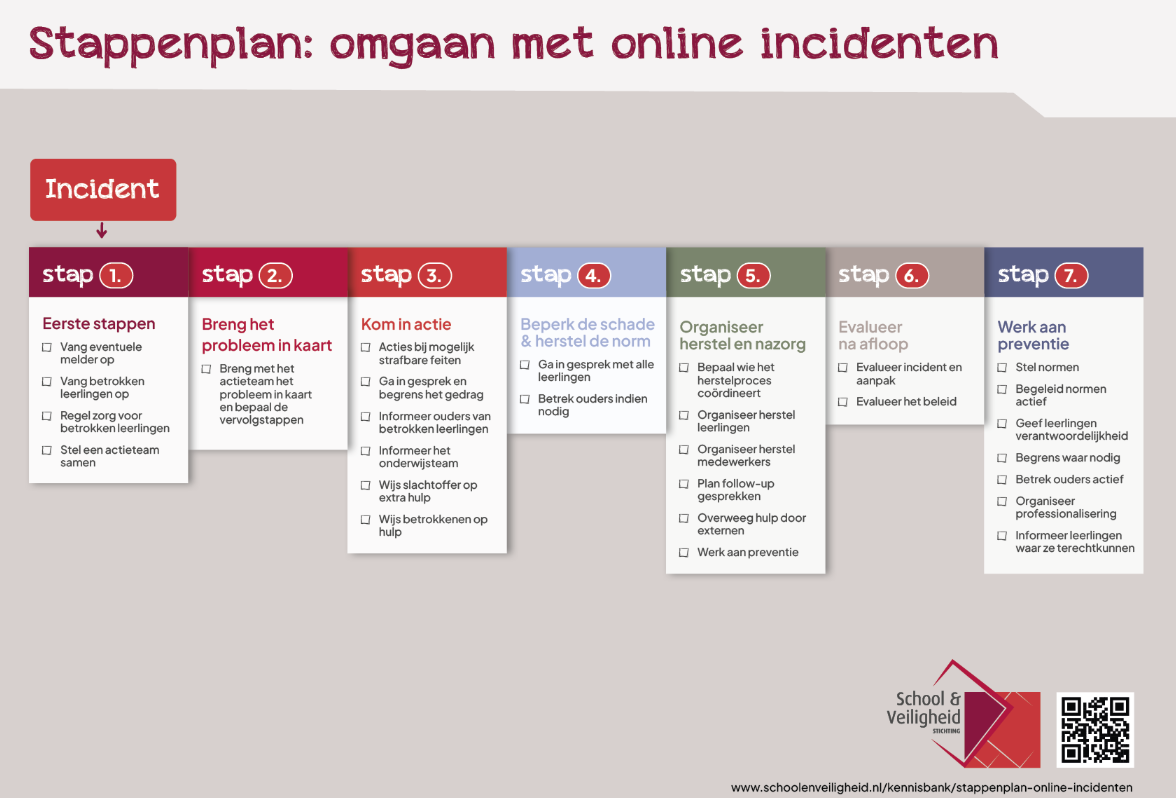 Stappenplan: omgaan met online incidenten
Incident
stap 1.
Eerste stappen
Vang eventuele
melder op
Vang betrokken
leerlingen op
Regel zorg voor
betrokken leerlingen
Stel een actieteam
samen
stap 2.
Breng het
probleem in kaart
Breng met het
actieteam het
probleem in kaart
en bepaal de
vervolgstappen
stap 3.
Kom in actie
Acties bij mogelijk
strafbare feiten
Ga in gesprek en
begrens het gedrag
Informeer ouders van
betrokken leerlingen
Informeer het
onderwijsteam
Wijs slachtoffer op
extra hulp
Wijs betrokkenen op
hulp
stap 4.
Beperk de schade
& herstel de norm
Ga in gesprek met alle
leerlingen
Betrek ouders indien
nodig
stap 5.
Organiseer
herstel en nazorg
Bepaal wie het
herstelproces
coördineert
Organiseer herstel
leerlingen
Organiseer herstel
medewerkers
Plan follow-up
gesprekken
Overweeg hulp door
externen
Werk aan preventie
stap 6.
Evalueer
na afloop
Evalueer incident en
aanpak
Evalueer het beleid
stap 7.
Werk aan
preventie
Stel normen
Begeleid normen
actief
Geef leerlingen
verantwoordelijkheid
Begrens waar nodig
Betrek ouders actief
Organiseer
professionalisering
Informeer leerlingen
waar ze terechtkunnen
School &
Veiligheid
STICHTING
www.schoolenveiligheid.nl/kennisbank/stappenplan-online-incidenten